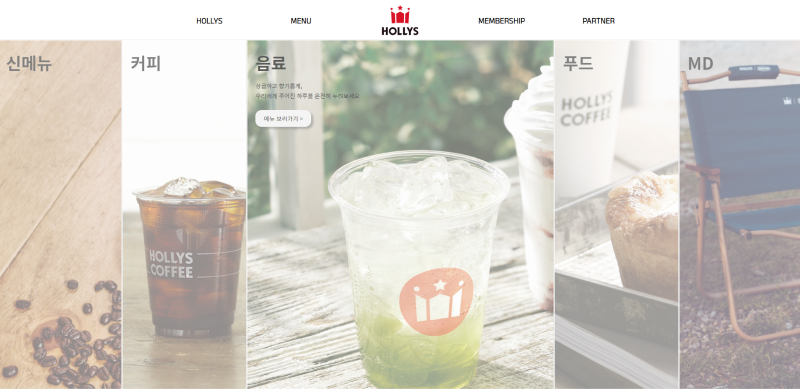 HOLLYS
MENU
HOLLYS
MEMBERSHIP
PARTNER
신메뉴
커피
음료
상큼하고 향기롭게,
우리에게 주어진 하루를 온전히 누려보세요
메뉴 보러가기 >
푸드
MD
HOLLYS
COFFEE
HOLLYS
COFFEE